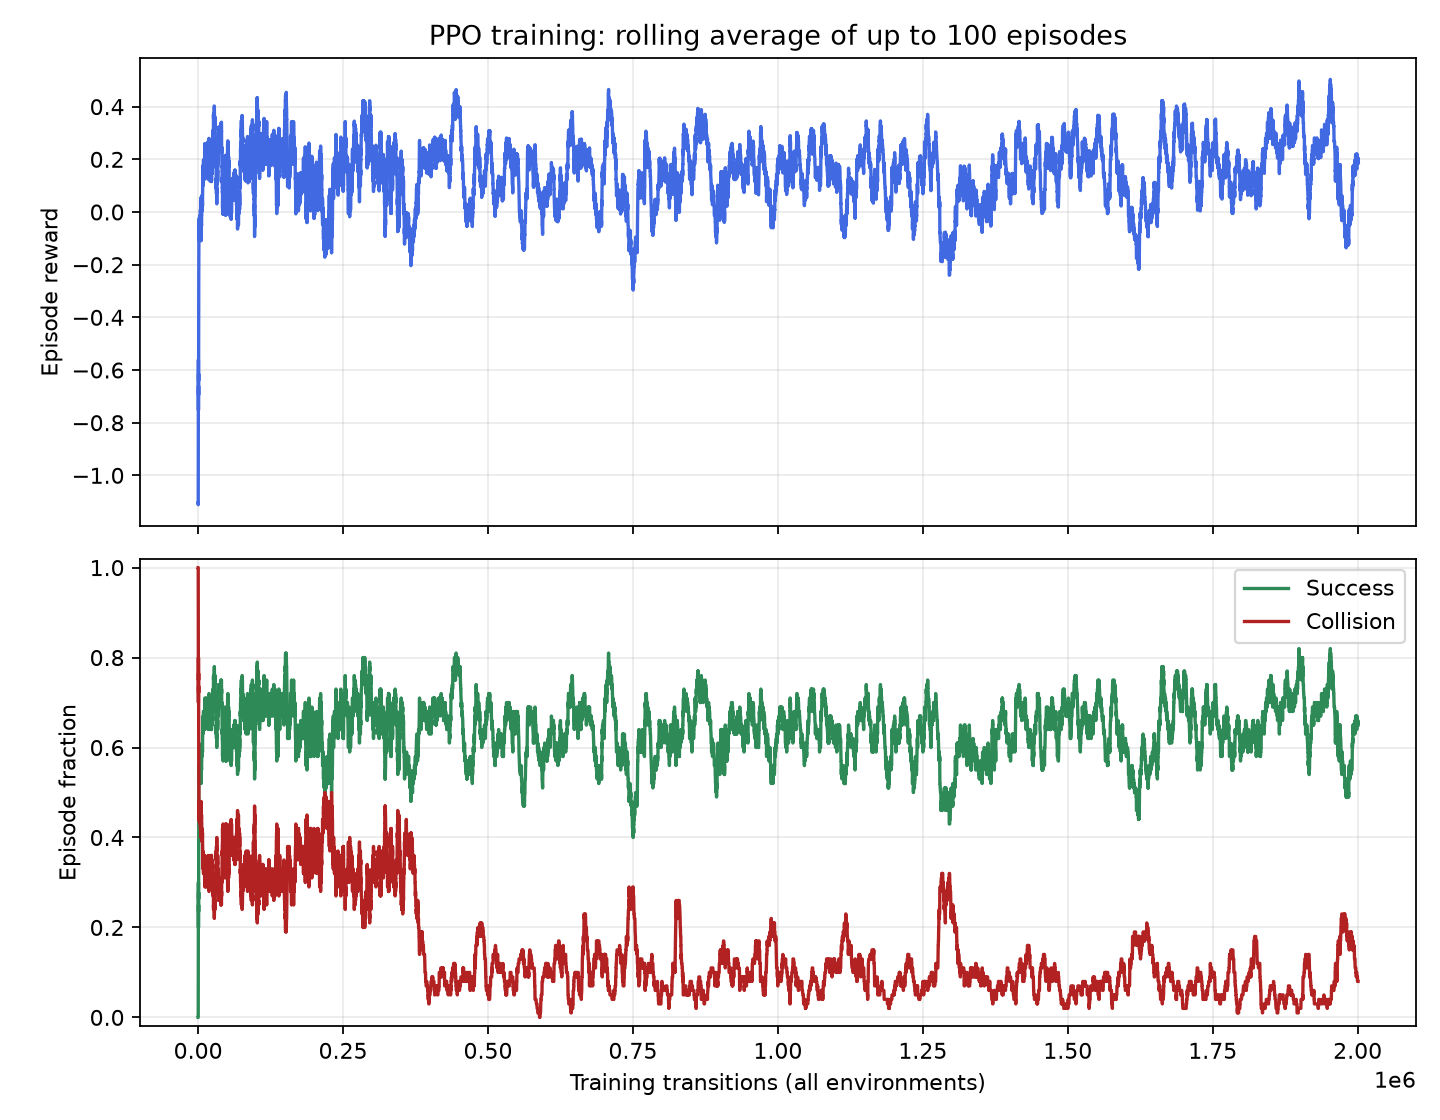 PPO training: rolling average of up to 100 episodes
Episode reward
0.4
0.2
0.0
−0.2
−0.4
−0.6
−0.8
−1.0
Episode fraction
1.0
0.8
0.6
0.4
0.2
0.0
Success
Collision
0.00 0.25 0.50 0.75 1.00 1.25 1.50 1.75 2.00
1e6
Training transitions (all environments)